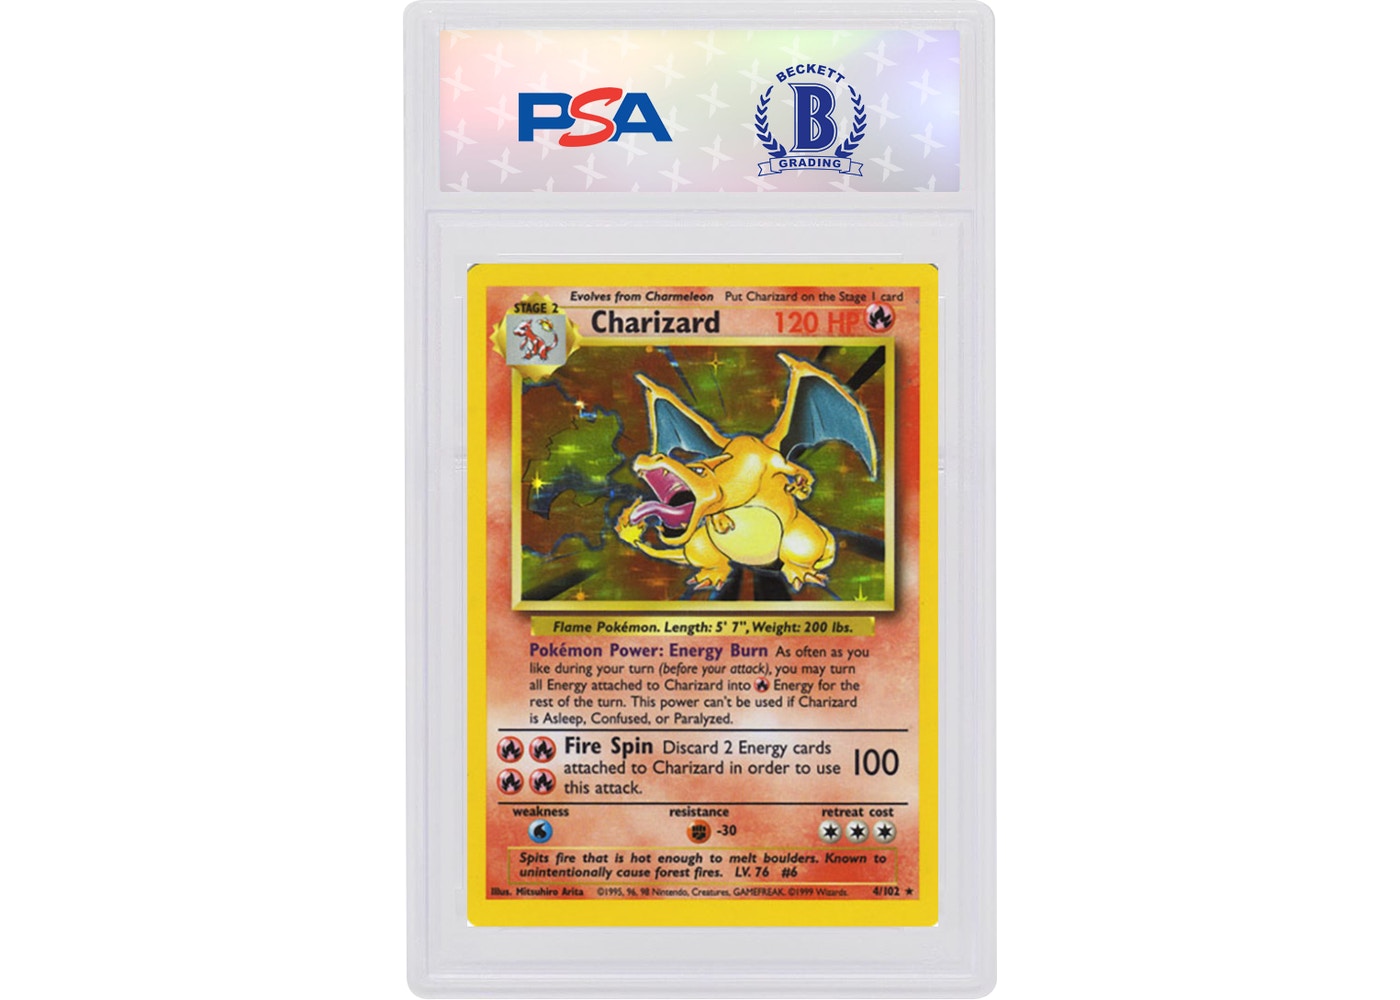 PSA
BECKETT
B
GRADING
Evolves from Charmeleon Put Charizard on the Stage 1 card
STAGE 2
Charizard 120 HP
Flame Pokémon. Length: 5' 7", Weight: 200 lbs.
Pokémon Power: Energy Burn As often as you
like during your turn (before your attack), you may turn
all Energy attached to Charizard into Energy for the
rest of the turn. This power can't be used if Charizard
is Asleep, Confused, or Paralyzed.
Fire Spin Discard 2 Energy cards
attached to Charizard in order to use 100
this attack.
weakness resistance retreat cost
-30
Spits fire that is hot enough to melt boulders. Known to
unintentionally cause forest fires. LV. 76 #6
Illus. Mitsuhiro Arita ©1995, 96, 98 Nintendo, Creatures, GAMEFREAK. ©1999 Wizards. 4/102 ★